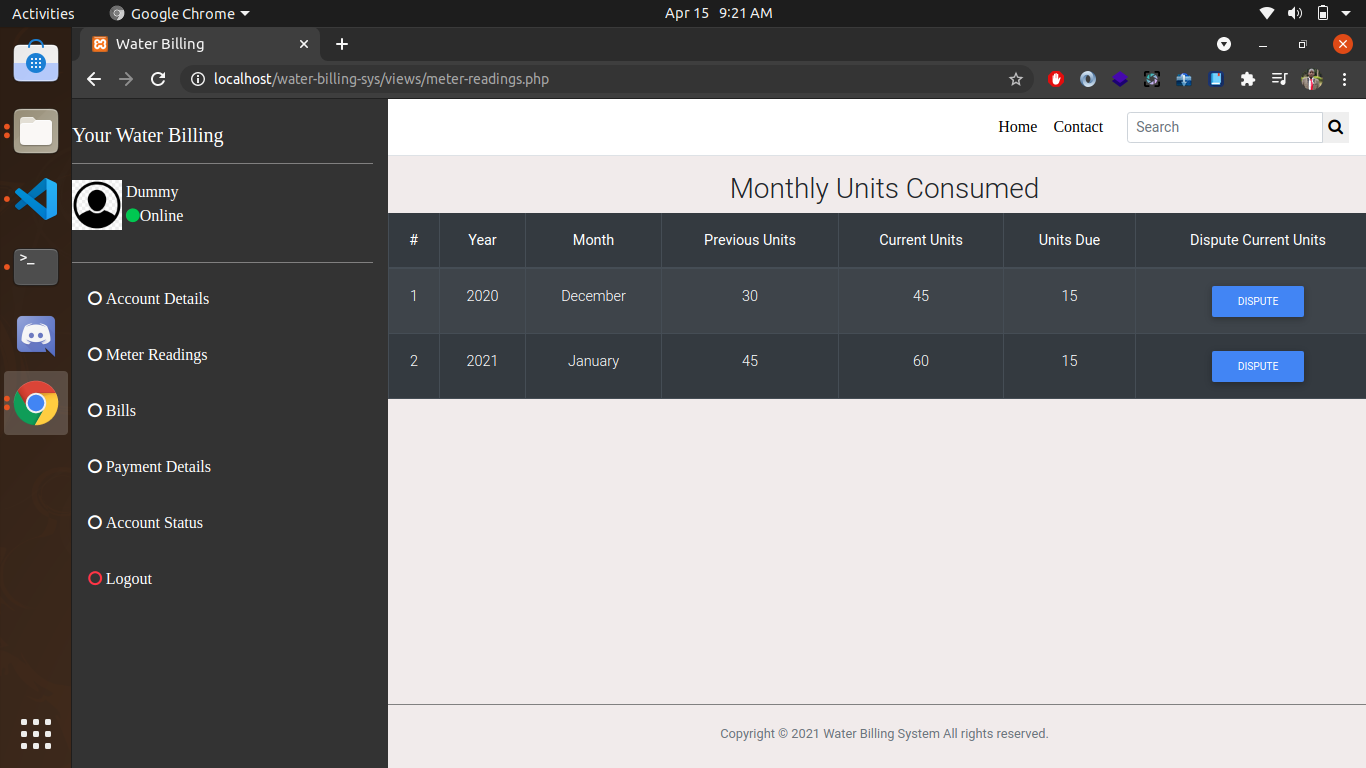 Activities Google Chrome Apr 15 9:21 AM
Water Billing
localhost/water-billing-sys/views/meter-readings.php
Your Water Billing
Dummy
Online
Account Details
Meter Readings
Bills
Payment Details
Account Status
Logout
Home Contact Search
Monthly Units Consumed
# Year Month Previous Units Current Units Units Due Dispute Current Units
1 2020 December 30 45 15 DISPUTE
2 2021 January 45 60 15 DISPUTE
Copyright © 2021 Water Billing System All rights reserved.